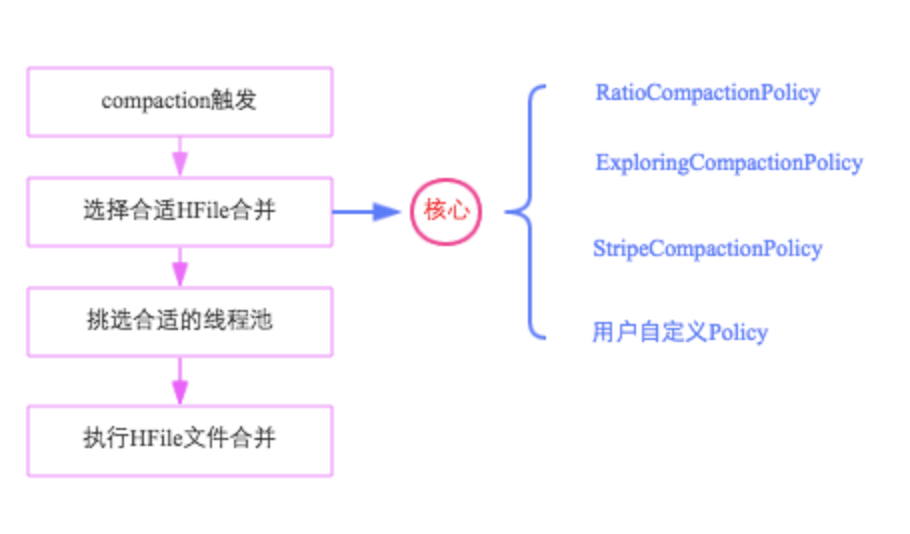 compaction触发
选择合适HFile合并
挑选合适的线程池
执行HFile文件合并
核心
RatioCompactionPolicy
ExploringCompactionPolicy
StripeCompactionPolicy
用户自定义Policy